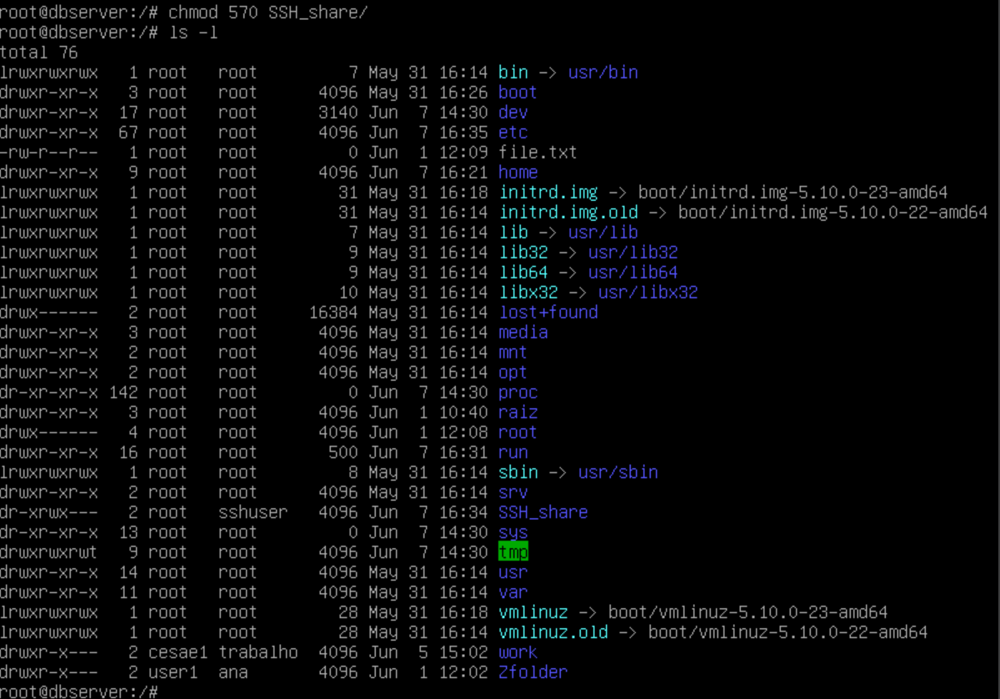 root@dbserver:/# chmod 570 SSH_share/
root@dbserver:/# ls -l
total 76
lrwxrwxrwx   1 root   root         7 May 31 16:14 bin -> usr/bin
drwxr-xr-x   3 root   root      4096 May 31 16:26 boot
drwxr-xr-x  17 root   root      3140 Jun  7 14:30 dev
drwxr-xr-x  67 root   root      4096 Jun  7 16:35 etc
-rw-r--r--   1 root   root         0 Jun  1 12:09 file.txt
drwxr-xr-x   9 root   root      4096 Jun  7 16:21 home
lrwxrwxrwx   1 root   root        31 May 31 16:18 initrd.img -> boot/initrd.img-5.10.0-23-amd64
lrwxrwxrwx   1 root   root        31 May 31 16:14 initrd.img.old -> boot/initrd.img-5.10.0-22-amd64
lrwxrwxrwx   1 root   root         7 May 31 16:14 lib -> usr/lib
lrwxrwxrwx   1 root   root         9 May 31 16:14 lib32 -> usr/lib32
lrwxrwxrwx   1 root   root         9 May 31 16:14 lib64 -> usr/lib64
lrwxrwxrwx   1 root   root        10 May 31 16:14 libx32 -> usr/libx32
drwx------   2 root   root     16384 May 31 16:14 lost+found
drwxr-xr-x   3 root   root      4096 May 31 16:14 media
drwxr-xr-x   2 root   root      4096 May 31 16:14 mnt
drwxr-xr-x   2 root   root      4096 May 31 16:14 opt
dr-xr-xr-x 142 root   root         0 Jun  7 14:30 proc
drwxr-xr-x   3 root   root      4096 Jun  1 10:40 raiz
drwx------   4 root   root      4096 Jun  1 12:08 root
drwxr-xr-x  16 root   root       500 Jun  7 16:31 run
lrwxrwxrwx   1 root   root         8 May 31 16:14 sbin -> usr/sbin
drwxr-xr-x   2 root   root      4096 May 31 16:14 srv
dr-xrwx---   2 root   sshuser   4096 Jun  7 16:34 SSH_share
dr-xr-xr-x  13 root   root         0 Jun  7 14:30 sys
drwxrwxrwt   9 root   root      4096 Jun  7 14:30 tmp
drwxr-xr-x  14 root   root      4096 May 31 16:14 usr
drwxr-xr-x  11 root   root      4096 May 31 16:14 var
lrwxrwxrwx   1 root   root        28 May 31 16:18 vmlinuz -> boot/vmlinuz-5.10.0-23-amd64
lrwxrwxrwx   1 root   root        28 May 31 16:14 vmlinuz.old -> boot/vmlinuz-5.10.0-22-amd64
drwxr-x---   2 cesae1 trabalho  4096 Jun  5 15:02 work
drwxr-x---   2 user1  ana       4096 Jun  1 12:02 Zfolder
root@dbserver:/#